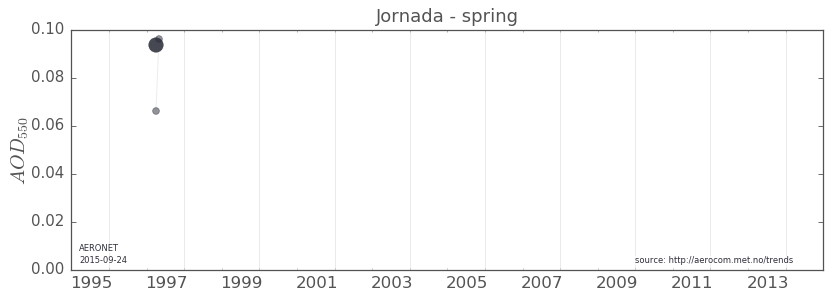 Jornada - spring
0.10
0.08
0.06
0.04
0.02
0.00
AOD550
AERONET
2015-09-24
source: http://aerocom.met.no/trends
1995 1997 1999 2001 2003 2005 2007 2009 2011 2013